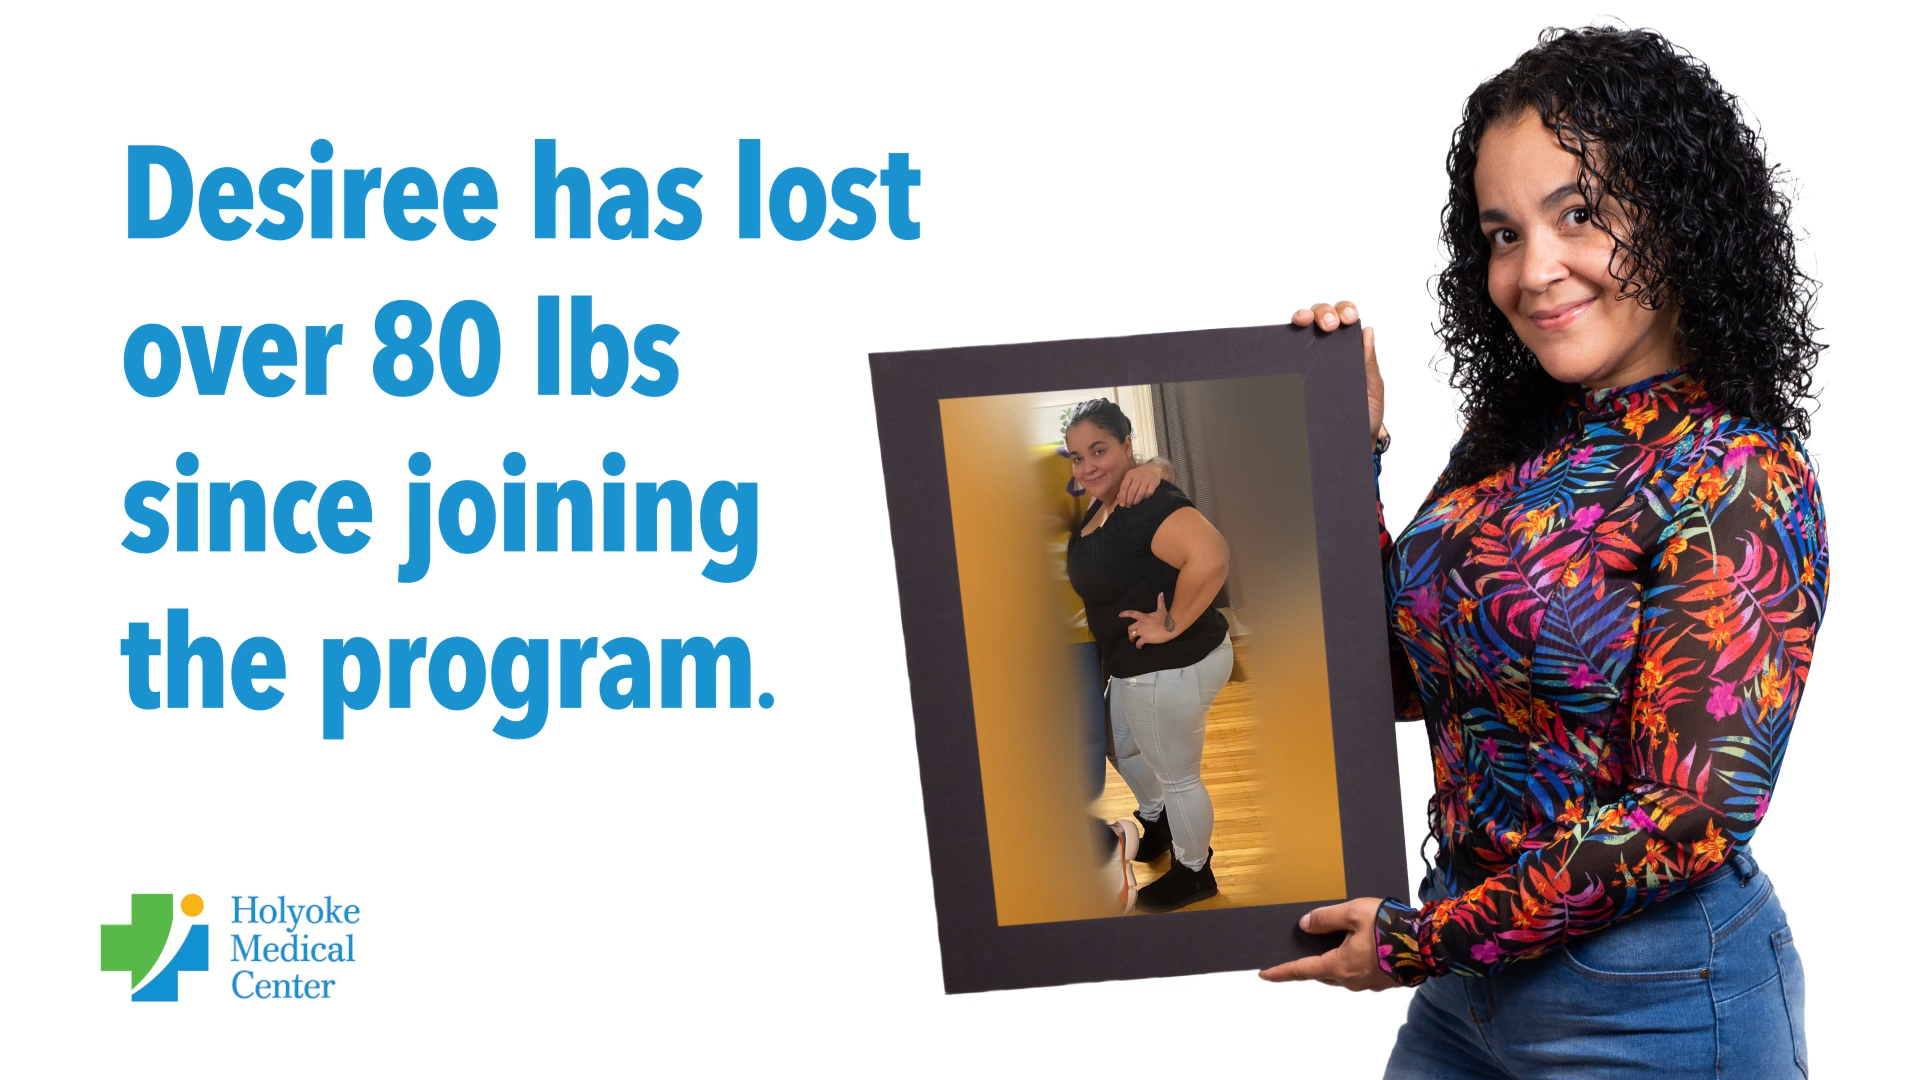 Desiree has lost
over 80 lbs
since joining
the program.
Holyoke
Medical
Center